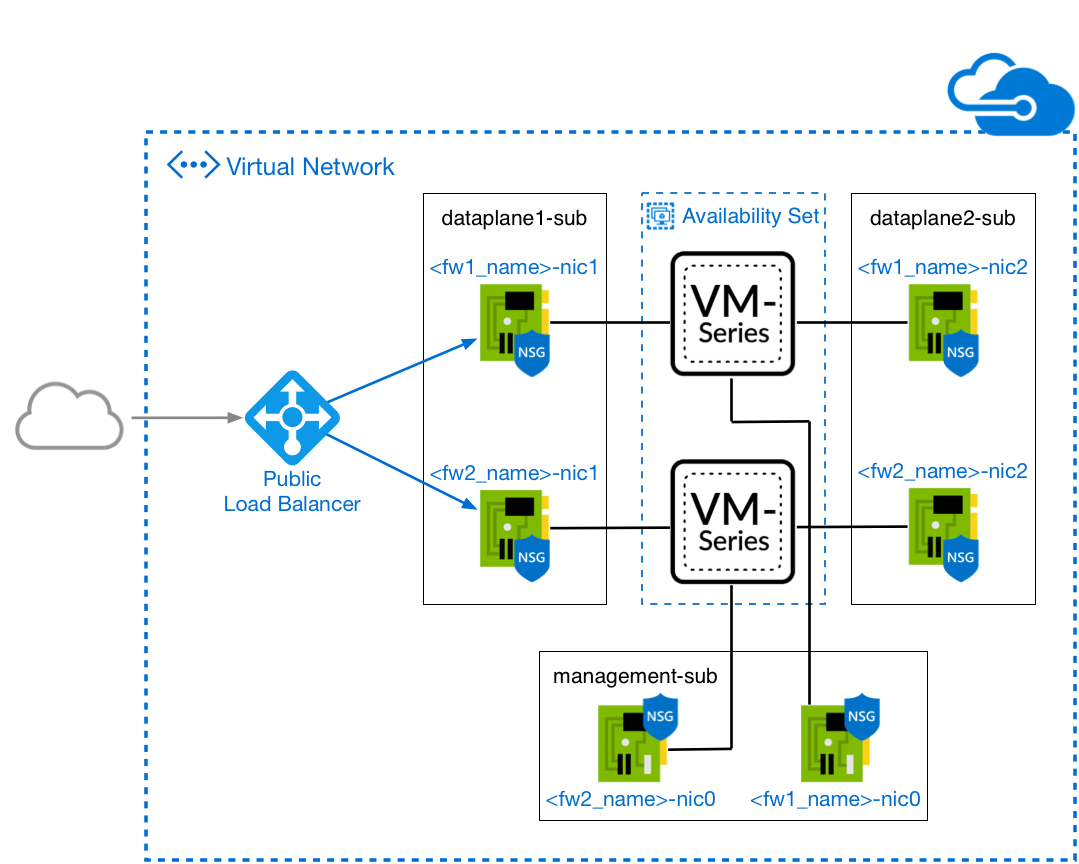 Virtual Network
dataplane1-sub
Availability Set
dataplane2-sub
<fw1_name>-nic1
<fw1_name>-nic2
VM-
Series
NSG
NSG
<fw2_name>-nic1
<fw2_name>-nic2
Public
Load Balancer
VM-
Series
NSG
NSG
management-sub
NSG
NSG
<fw2_name>-nic0
<fw1_name>-nic0